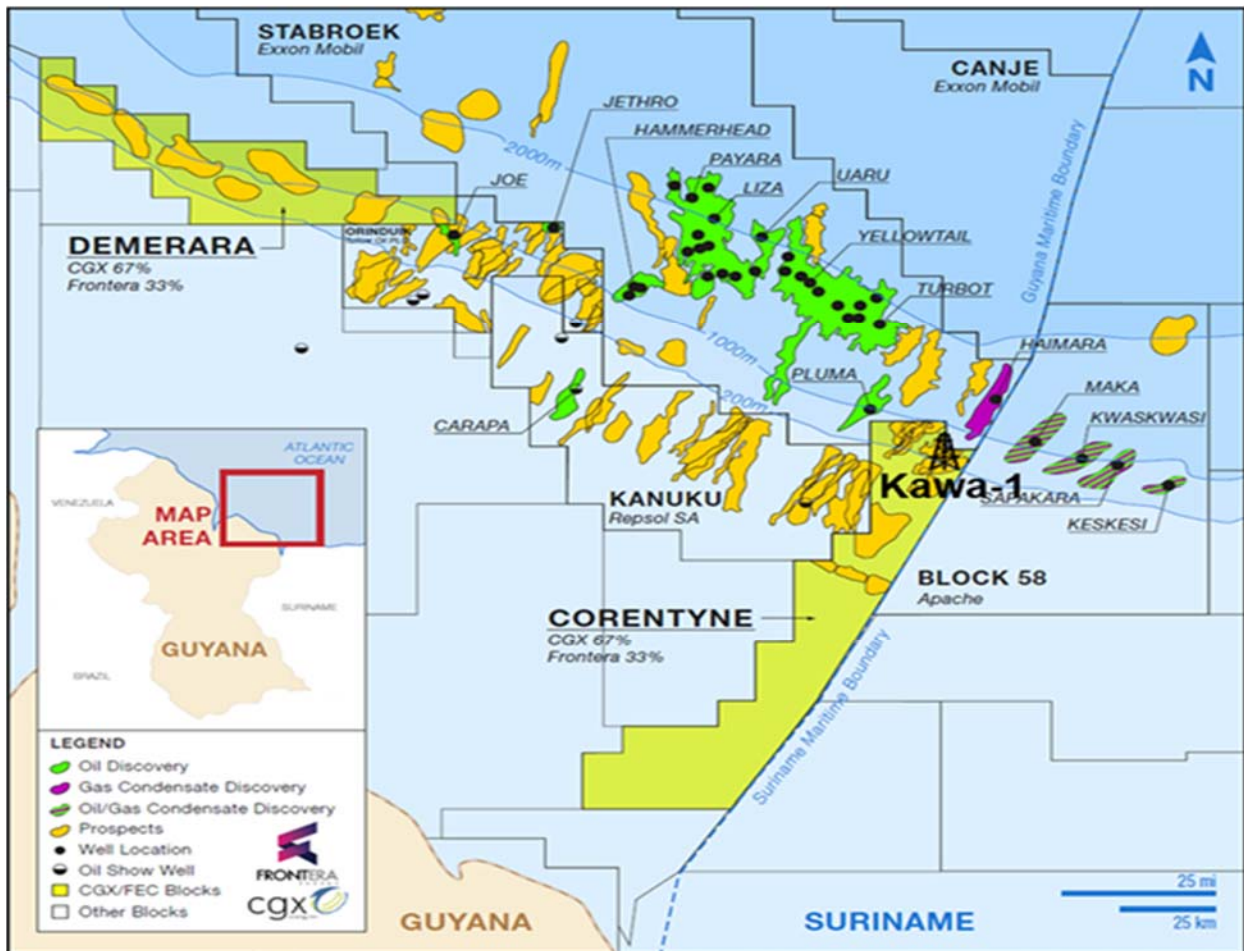 STABROEK
Exxon Mobil
CANJE
Exxon Mobil
N
JETHRO
HAMMERHEAD
2000m
PAYARA
LIZA
UARU
JOE
Guyana Maritime Boundary
ORINDUIK
YELLOWTAIL
DEMERARA
CGX 67%
Frontera 33%
TURBOT
1000m
HAIMARA
PLUMA
MAKA
200m
KWASKWASI
CARAPA
Kawa-1
SAPAKARA
KANUKU
Repsol SA
KESKESI
BLOCK 58
Apache
CORENTYNE
CGX 67%
Frontera 33%
Suriname Maritime Boundary
ATLANTIC
OCEAN
VENEZUELA
MAP
AREA
SURINAME
GUYANA
BRAZIL
LEGEND
Oil Discovery
Gas Condensate Discovery
Oil/Gas Condensate Discovery
Prospects
Well Location
Oil Show Well
CGX/FEC Blocks
Other Blocks
FRONTERA
cgx
GUYANA
SURINAME
25 mi
25 km